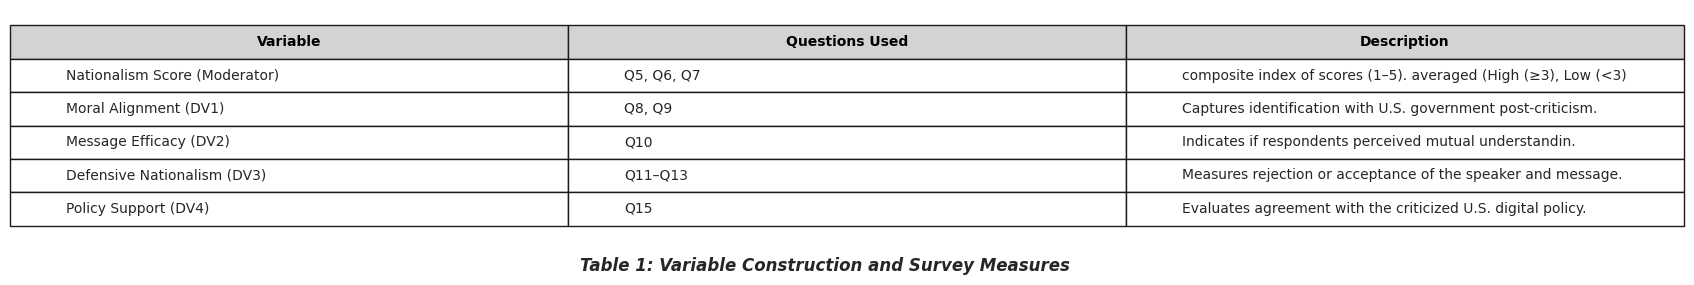 Variable Questions Used Description
Nationalism Score (Moderator) Q5, Q6, Q7 composite index of scores (1–5). averaged (High (≥3), Low (<3)
Moral Alignment (DV1) Q8, Q9 Captures identification with U.S. government post-criticism.
Message Efficacy (DV2) Q10 Indicates if respondents perceived mutual understandin.
Defensive Nationalism (DV3) Q11–Q13 Measures rejection or acceptance of the speaker and message.
Policy Support (DV4) Q15 Evaluates agreement with the criticized U.S. digital policy.
Table 1: Variable Construction and Survey Measures